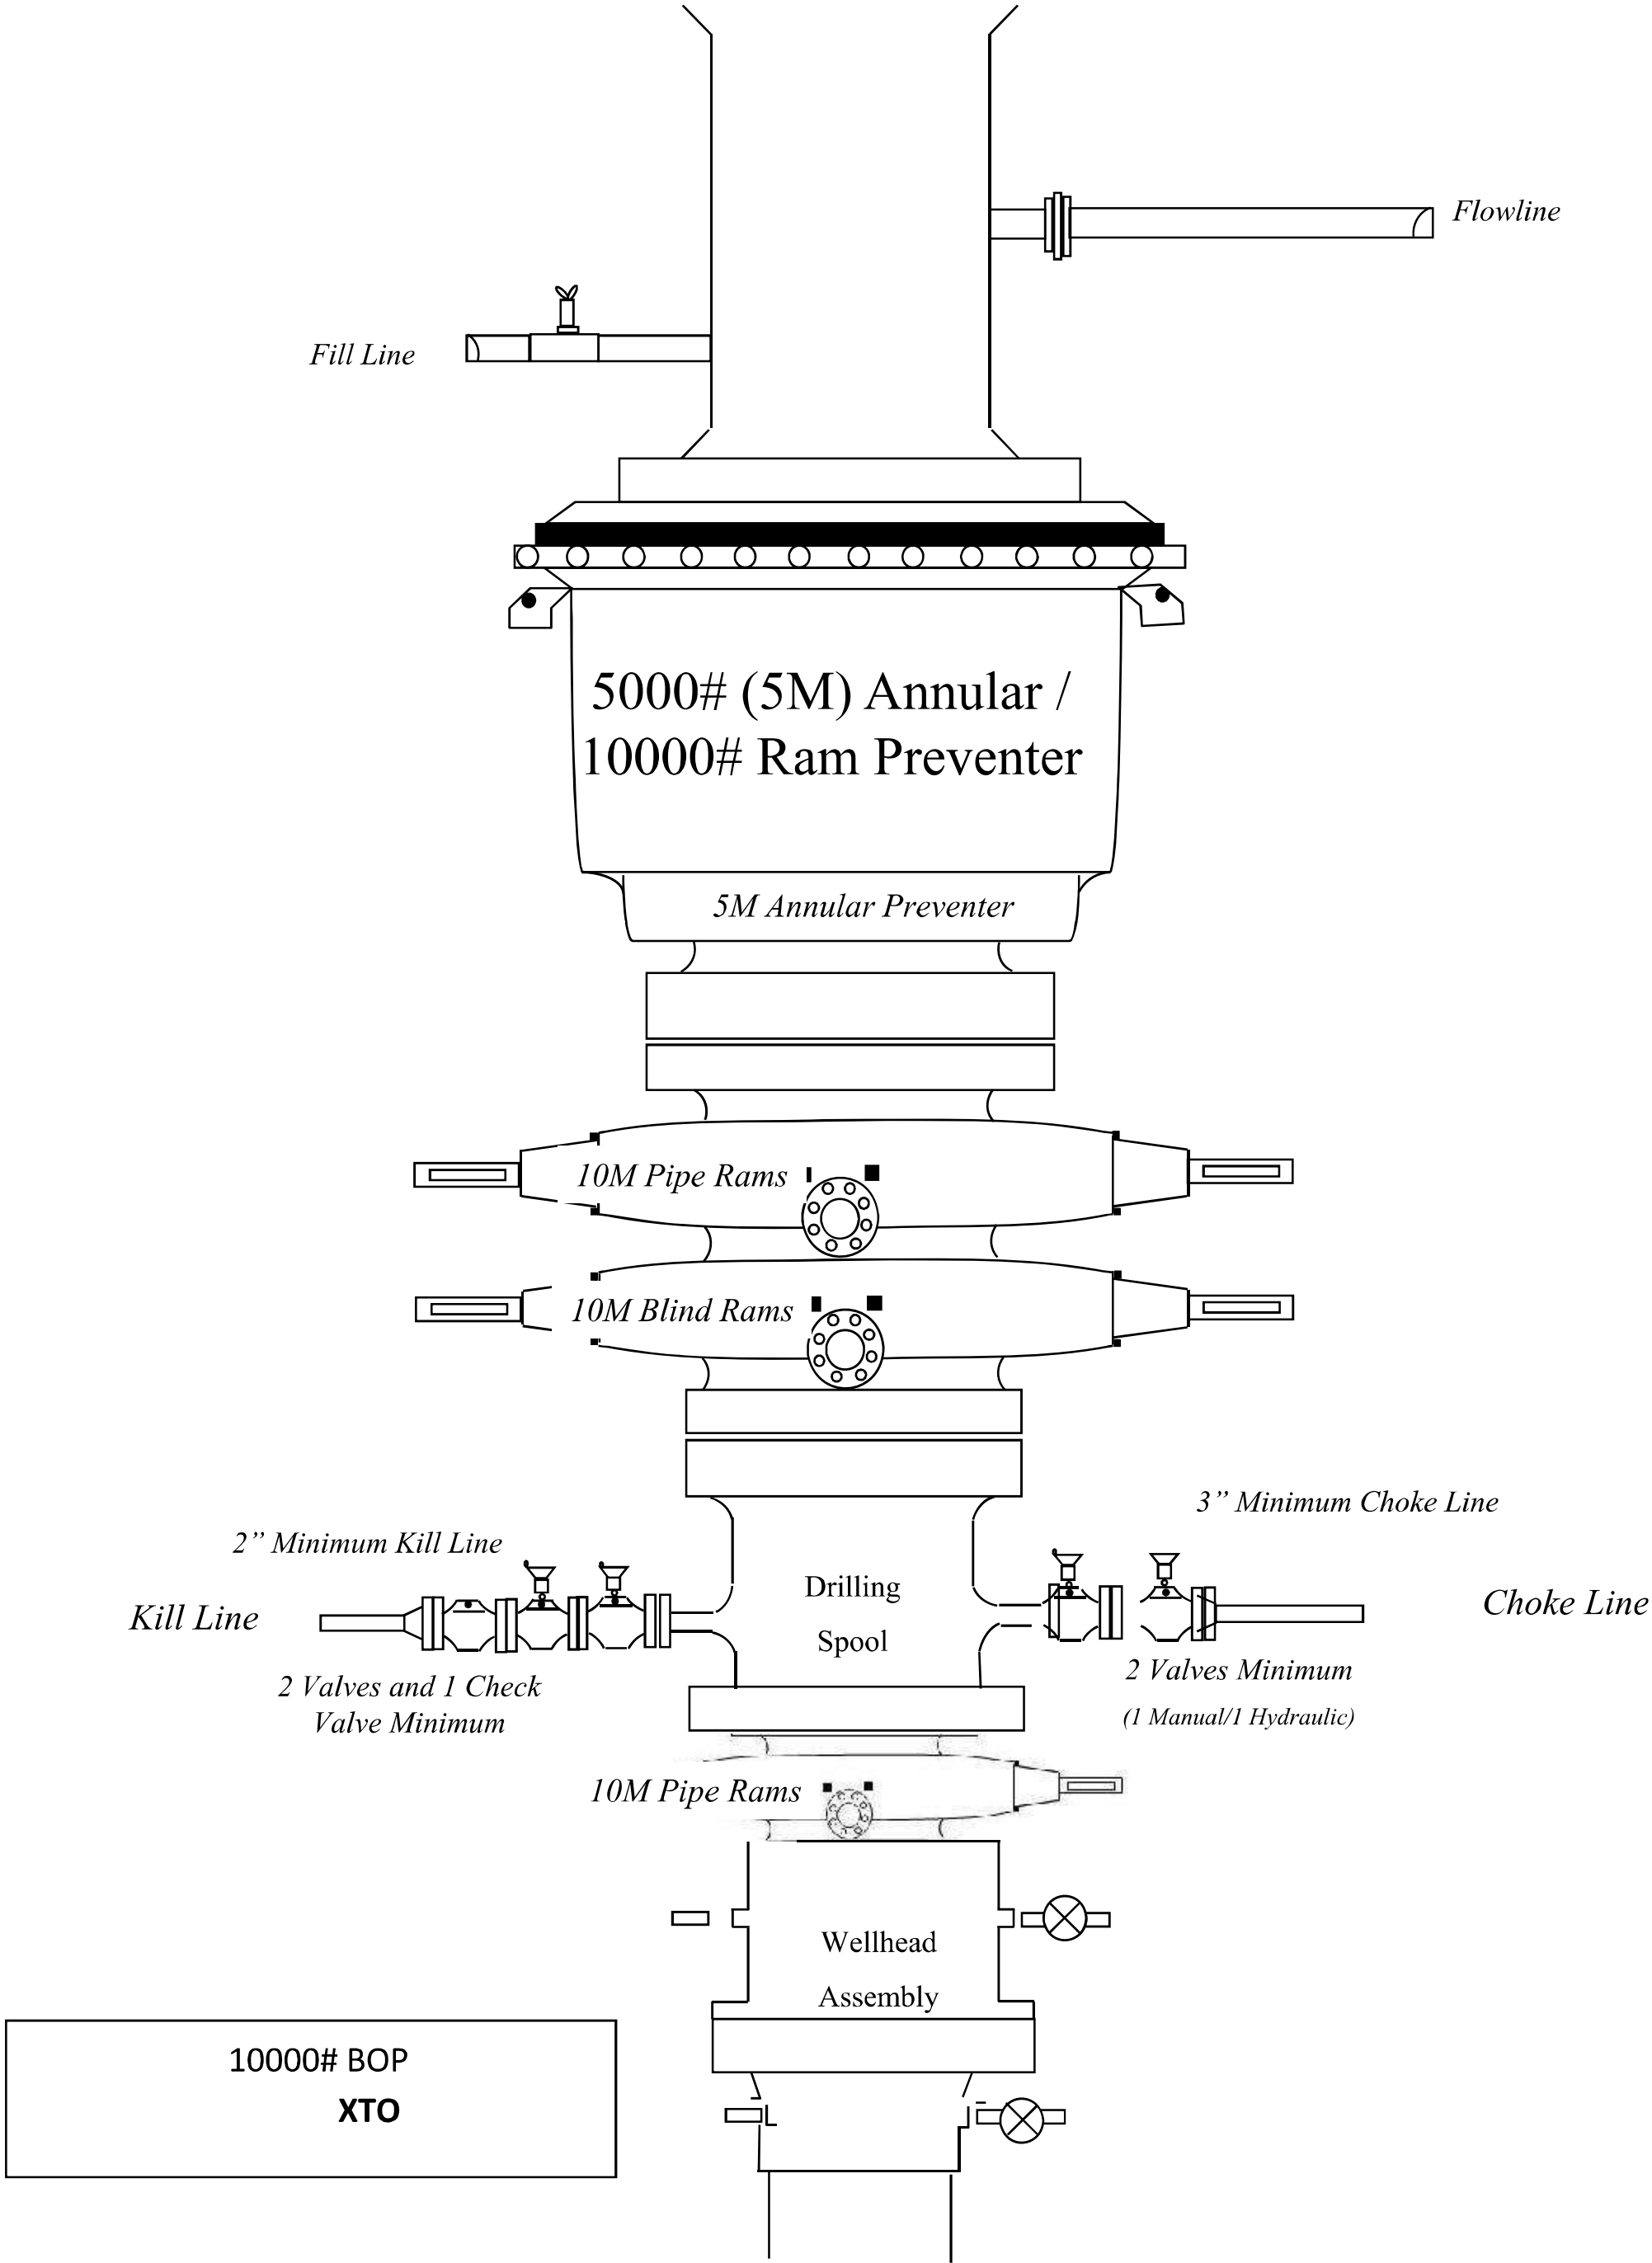 Flowline
Fill Line
5000# (5M) Annular /
10000# Ram Preventer
5M Annular Preventer
10M Pipe Rams
10M Blind Rams
3” Minimum Choke Line
2” Minimum Kill Line
Drilling
Spool
Kill Line
Choke Line
2 Valves and 1 Check
Valve Minimum
2 Valves Minimum
(1 Manual/1 Hydraulic)
10M Pipe Rams
Wellhead
Assembly
10000# BOP
XTO